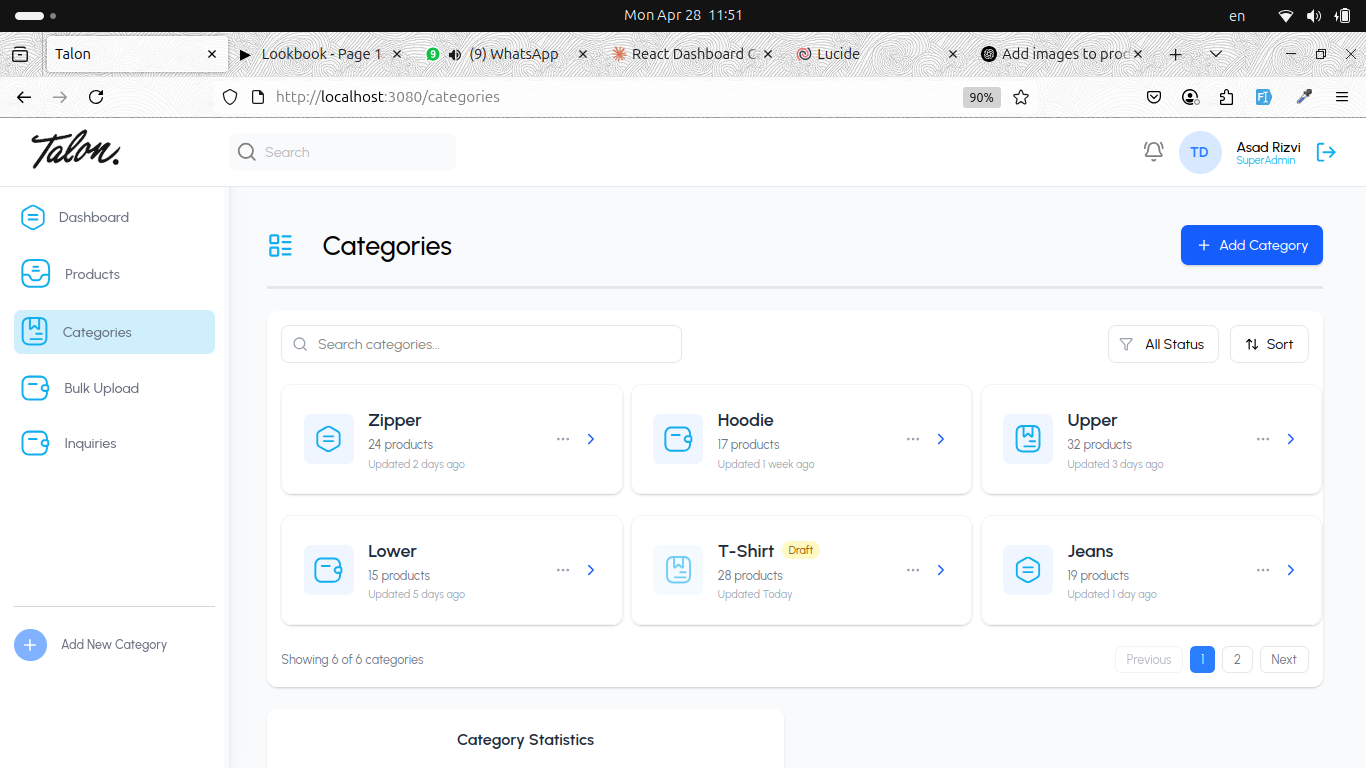 Mon Apr 28 11:51
en
Talon
Lookbook - Page 1
9
(9) WhatsApp
React Dashboard C
Lucide
Add images to proc
http://localhost:3080/categories
90%
Talon.
Search
TD
Asad Rizvi
SuperAdmin
Dashboard
Products
Categories
Bulk Upload
Inquiries
Add New Category
Categories
+ Add Category
Search categories...
All Status
Sort
Zipper
24 products
Updated 2 days ago
Hoodie
17 products
Updated 1 week ago
Upper
32 products
Updated 3 days ago
Lower
15 products
Updated 5 days ago
T-Shirt Draft
28 products
Updated Today
Jeans
19 products
Updated 1 day ago
Showing 6 of 6 categories
Previous 1 2 Next
Category Statistics